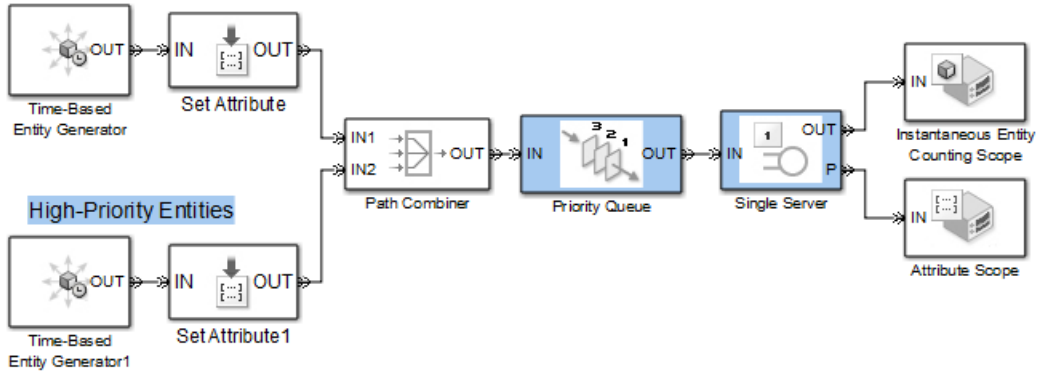 OUT
Time-Based
Entity Generator
IN
OUT
Set Attribute
High-Priority Entities
OUT
Time-Based
Entity Generator1
IN
OUT
Set Attribute1
IN1
IN2
OUT
Path Combiner
IN
3
2
1
OUT
Priority Queue
IN
1
OUT
P
Single Server
IN
Instantaneous Entity
Counting Scope
IN
Attribute Scope